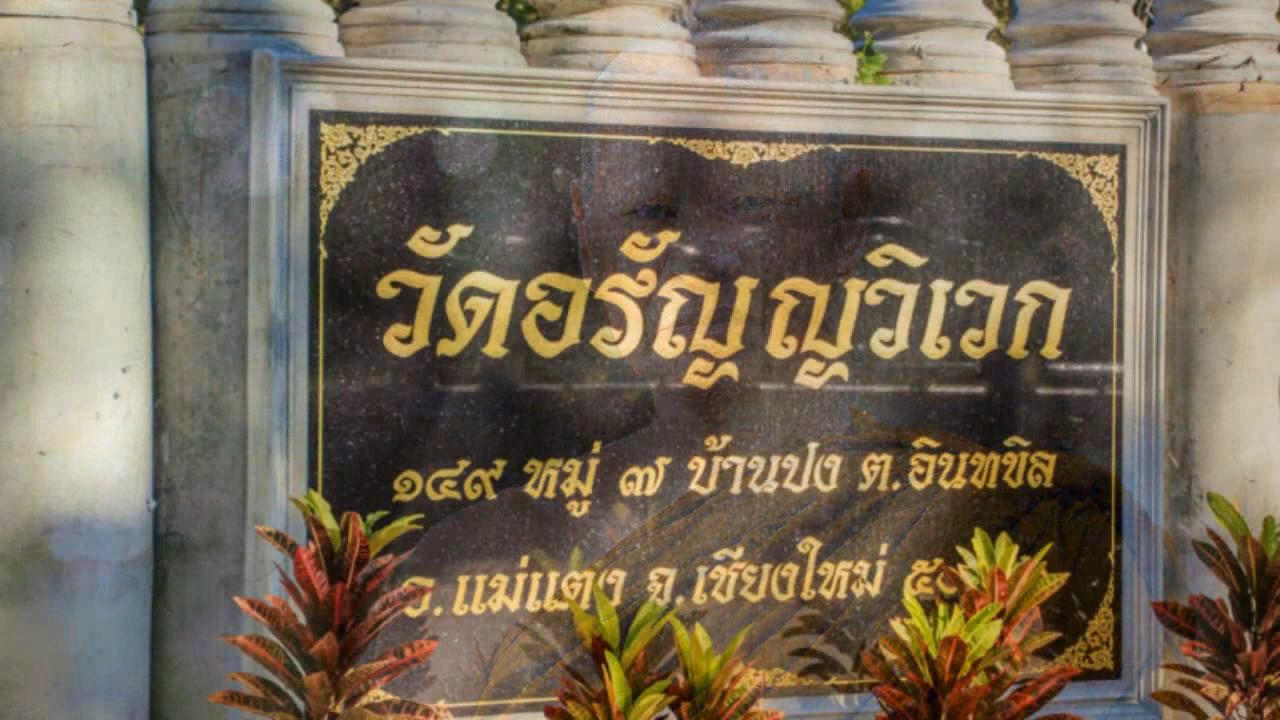 วัดอรัญญวิเวก
๑๔๙ หมู่ ๗ บ้านปง ต.อินทขิล
อ.แม่แตง จ.เชียงใหม่